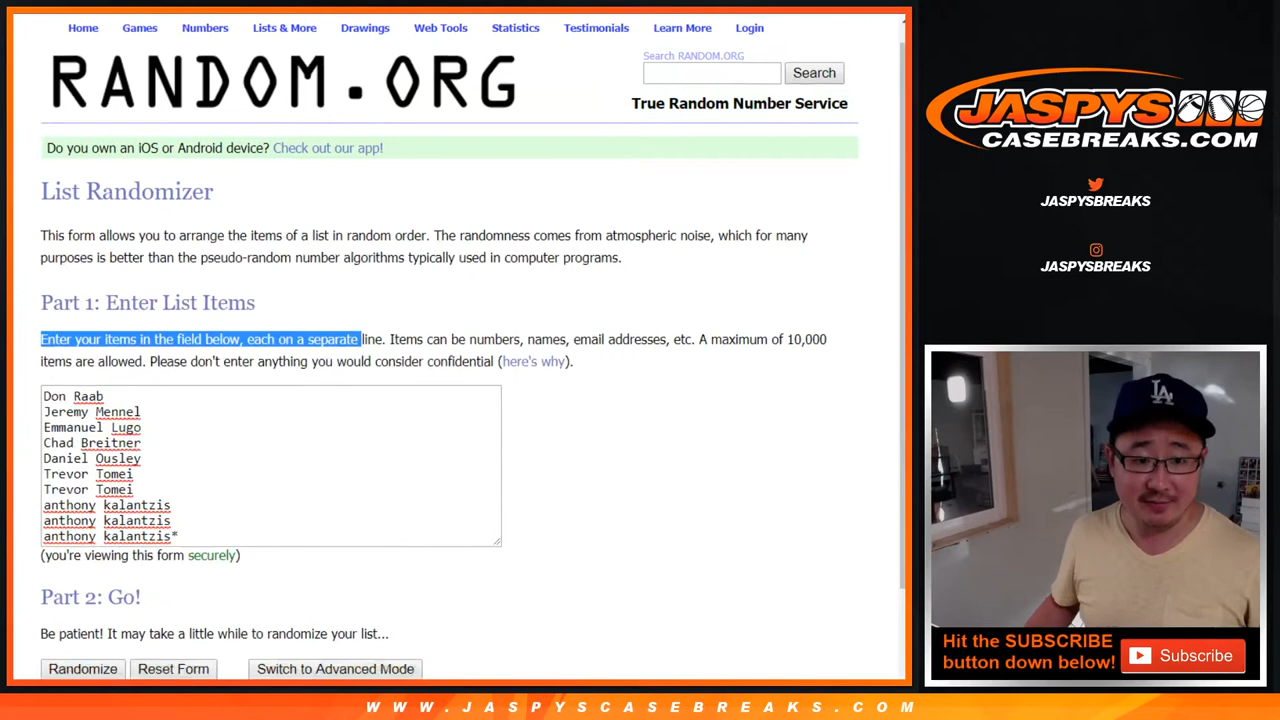 Home Games Numbers Lists & More Drawings Web Tools Statistics Testimonials Learn More Login
RANDOM.ORG
Search RANDOM.ORG
Search
True Random Number Service
Do you own an iOS or Android device? Check out our app!
List Randomizer
This form allows you to arrange the items of a list in random order. The randomness comes from atmospheric noise, which for many
purposes is better than the pseudo-random number algorithms typically used in computer programs.
Part 1: Enter List Items
Enter your items in the field below, each on a separate line. Items can be numbers, names, email addresses, etc. A maximum of 10,000
items are allowed. Please don't enter anything you would consider confidential (here's why).
Don Raab
Jeremy Mennel
Emmanuel Lugo
Chad Breitner
Daniel Ousley
Trevor Tomei
Trevor Tomei
anthony kalantzis
anthony kalantzis
anthony kalantzis*
(you're viewing this form securely)
Part 2: Go!
Be patient! It may take a little while to randomize your list...
Randomize Reset Form Switch to Advanced Mode
JASPYS
CASEBREAKS.COM
JASPYSBREAKS
JASPYSBREAKS
LA
Hit the SUBSCRIBE
button down below!
Subscribe
WWW.JASPYSCASEBREAKS.COM